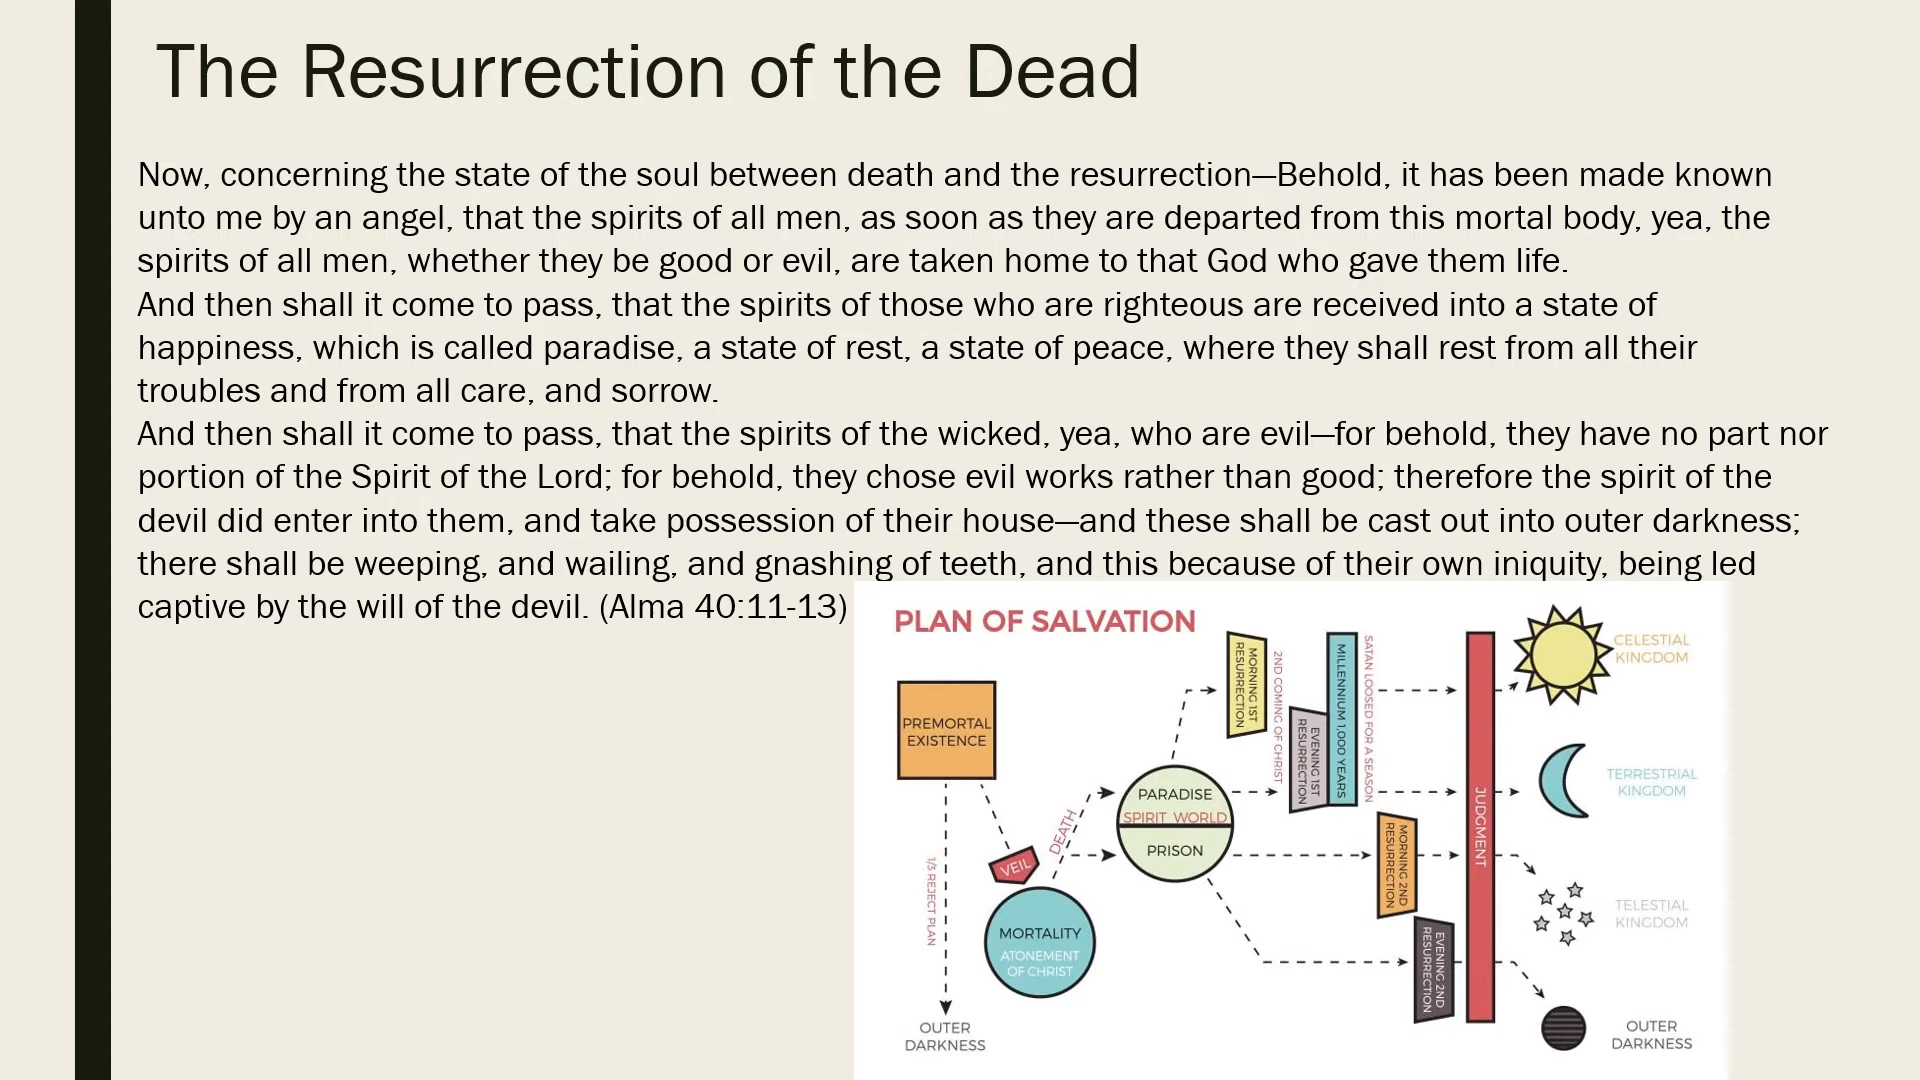 The Resurrection of the Dead
Now, concerning the state of the soul between death and the resurrection—Behold, it has been made known
unto me by an angel, that the spirits of all men, as soon as they are departed from this mortal body, yea, the
spirits of all men, whether they be good or evil, are taken home to that God who gave them life.
And then shall it come to pass, that the spirits of those who are righteous are received into a state of
happiness, which is called paradise, a state of rest, a state of peace, where they shall rest from all their
troubles and from all care, and sorrow.
And then shall it come to pass, that the spirits of the wicked, yea, who are evil—for behold, they have no part nor
portion of the Spirit of the Lord; for behold, they chose evil works rather than good; therefore the spirit of the
devil did enter into them, and take possession of their house—and these shall be cast out into outer darkness;
there shall be weeping, and wailing, and gnashing of teeth, and this because of their own iniquity, being led
captive by the will of the devil. (Alma 40:11-13)
PLAN OF SALVATION
PREMORTAL
EXISTENCE
1/3 REJECT PLAN
OUTER
DARKNESS
VEIL
MORTALITY
ATONEMENT
OF CHRIST
DEATH
PARADISE
SPIRIT WORLD
PRISON
MORNING 1ST
RESURRECTION
2ND COMING OF CHRIST
EVENING 1ST
RESURRECTION
MILLENNIUM 1,000 YEARS
SATAN LOOSED FOR A SEASON
MORNING 2ND
RESURRECTION
EVENING 2ND
RESURRECTION
JUDGMENT
CELESTIAL
KINGDOM
TERRESTRIAL
KINGDOM
TELESTIAL
KINGDOM
OUTER
DARKNESS